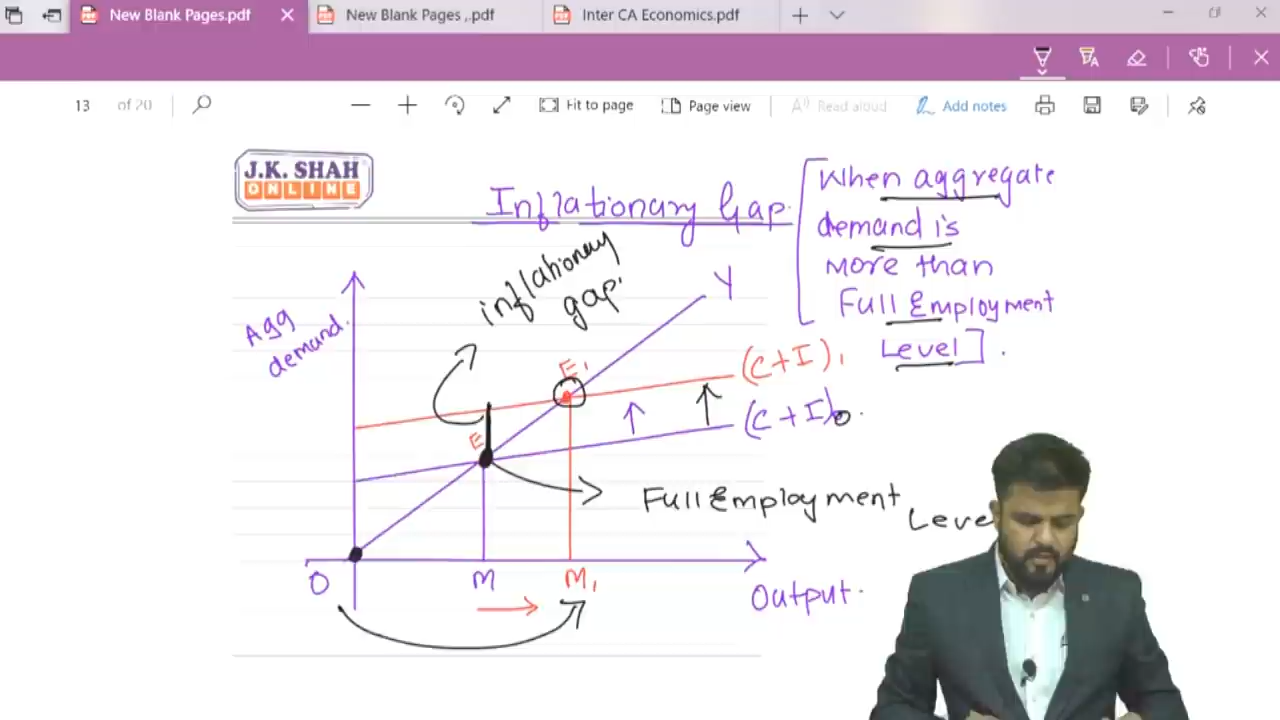 New Blank Pages.pdf
New Blank Pages ,.pdf
Inter CA Economics.pdf
13 of 20
Fit to page
Page view
Read aloud
Add notes
J.K. SHAH
ONLINE
Inflationary Gap.
When aggregate
demand is
more than
Full Employment
Level
inflationary
gap.
Agg
demand.
Y
E1
(C+I)1
(C+I)0
E
Full Employment
Leve
O
M
M1
Output.